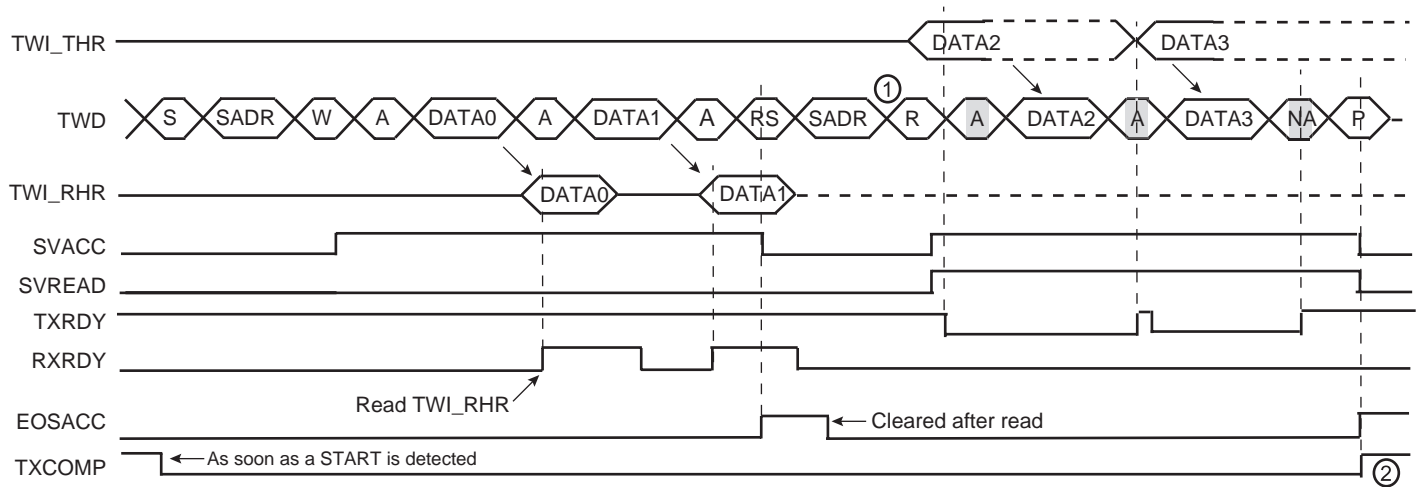 TWI_THR DATA2 DATA3
①
TWD S SADR W A DATA0 A DATA1 A RS SADR R A DATA2 A DATA3 NA P
TWI_RHR DATA0 DATA1
SVACC
SVREAD
TXRDY
RXRDY
Read TWI_RHR
EOSACC Cleared after read
TXCOMP As soon as a START is detected ②